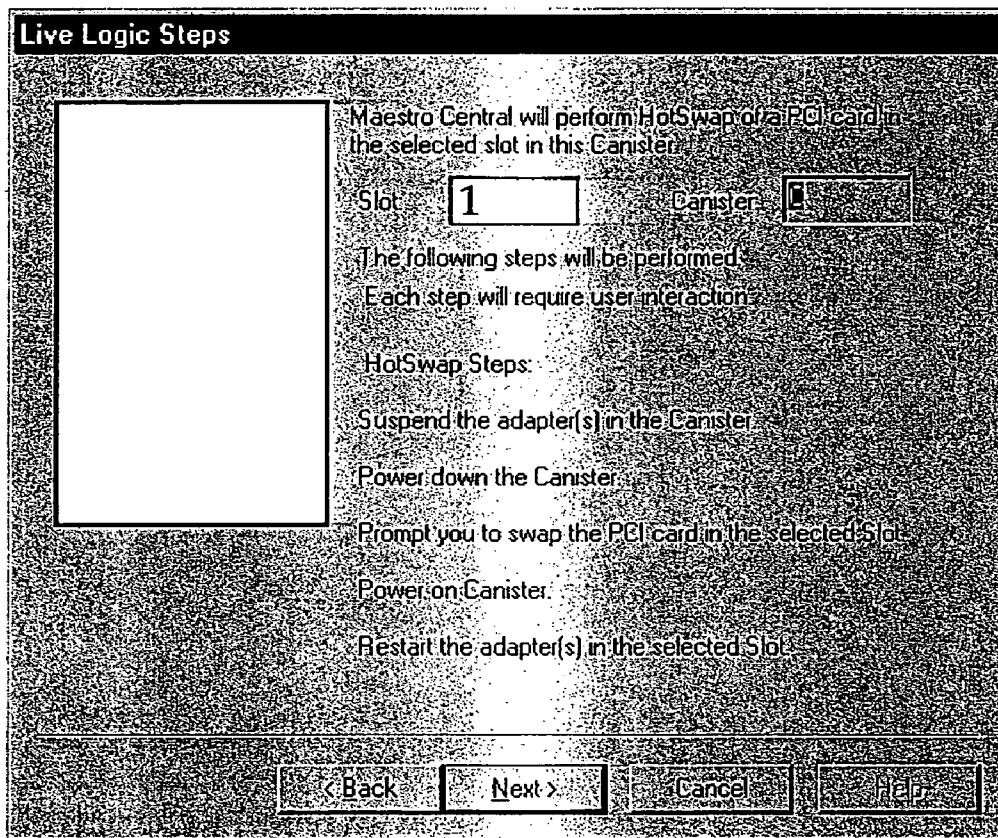 Live Logic Steps
Maestro Central will perform HotSwap of a PCI card in
the selected slot in this Canister.
Slot 1 Canister
The following steps will be performed.
Each step will require user interaction.
HotSwap Steps:
Suspend the adapter(s) in the Canister.
Power down the Canister.
Prompt you to swap the PCI card in the selected Slot.
Power on Canister.
Restart the adapter(s) in the selected Slot.
< Back Next > Cancel Help